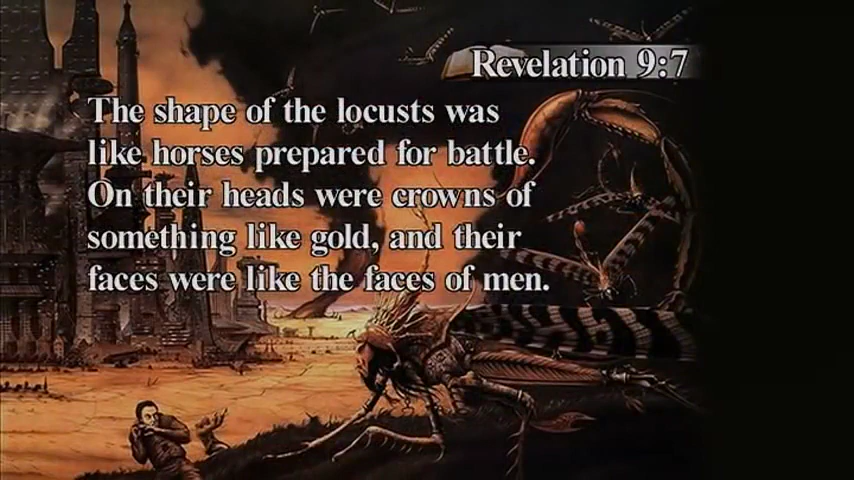 Revelation 9:7
The shape of the locusts was
like horses prepared for battle.
On their heads were crowns of
something like gold, and their
faces were like the faces of men.